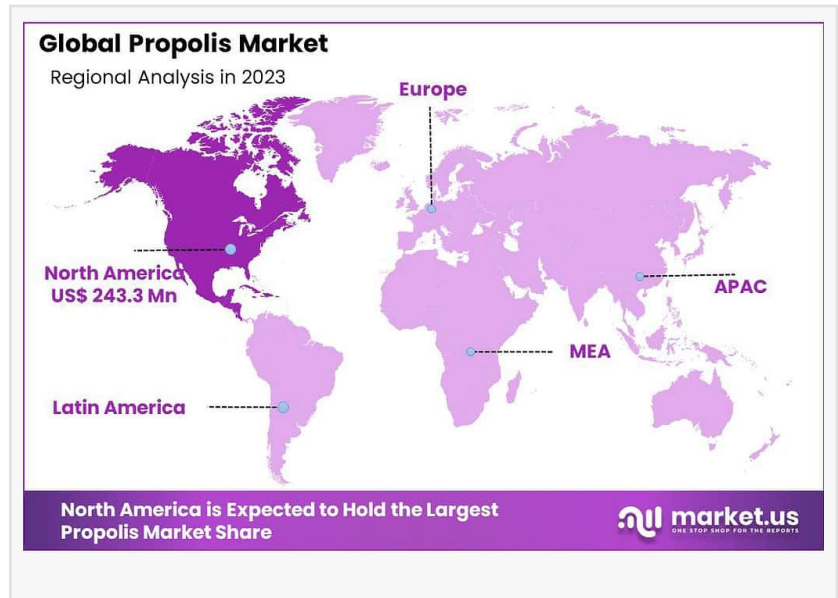 Global Propolis Market
Regional Analysis in 2023
Europe
North America
US$ 243.3 Mn
APAC
MEA
Latin America
North America is Expected to Hold the Largest
Propolis Market Share
market.us
ONE STOP SHOP FOR THE REPORTS